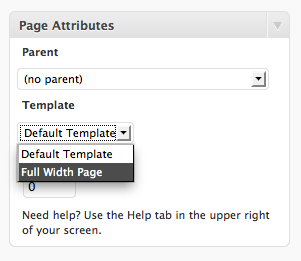 Page Attributes
Parent
(no parent)
Template
Default Template
Default Template
Full Width Page
0
Need help? Use the Help tab in the upper right
of your screen.